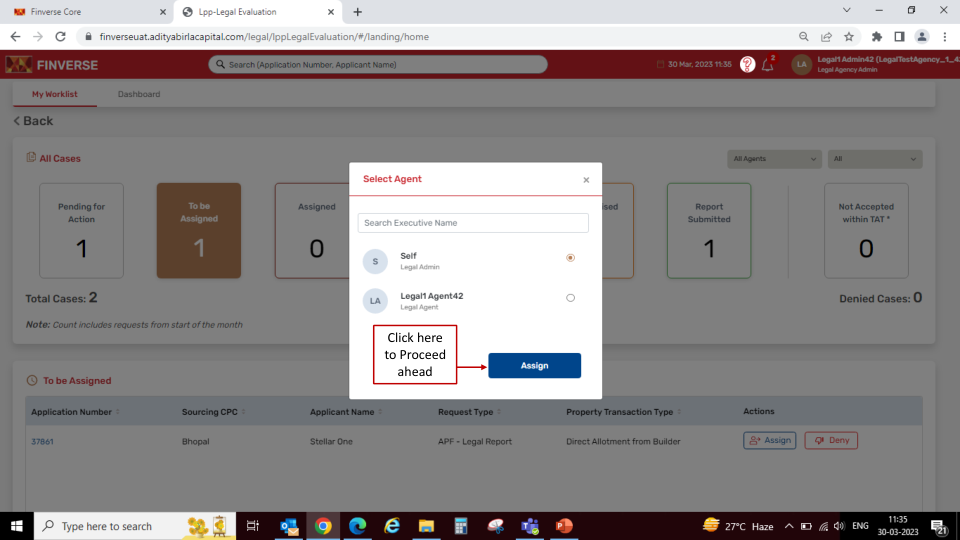 Finverse Core
Lpp-Legal Evaluation
finverseuat.adityabirlacapital.com/legal/lppLegalEvaluation/#/landing/home
FINVERSE
Search (Application Number, Applicant Name)
30 Mar, 2023 11:35
2
LA
Legal1 Admin42 (LegalTestAgency_1_4
Legal Agency Admin
My Worklist
Dashboard
< Back
All Cases
All Agents
All
Pending for
Action
1
To be
Assigned
1
Assigned
0
ised
Report
Submitted
1
Not Accepted
within TAT *
0
Total Cases: 2
Denied Cases: 0
Note: Count includes requests from start of the month
Select Agent
Search Executive Name
S
Self
Legal Admin
LA
Legal1 Agent42
Legal Agent
Click here
to Proceed
ahead
Assign
To be Assigned
Application Number
Sourcing CPC
Applicant Name
Request Type
Property Transaction Type
Actions
37861
Bhopal
Stellar One
APF - Legal Report
Direct Allotment from Builder
Assign
Deny
Type here to search
27°C Haze
ENG
11:35
30-03-2023
21